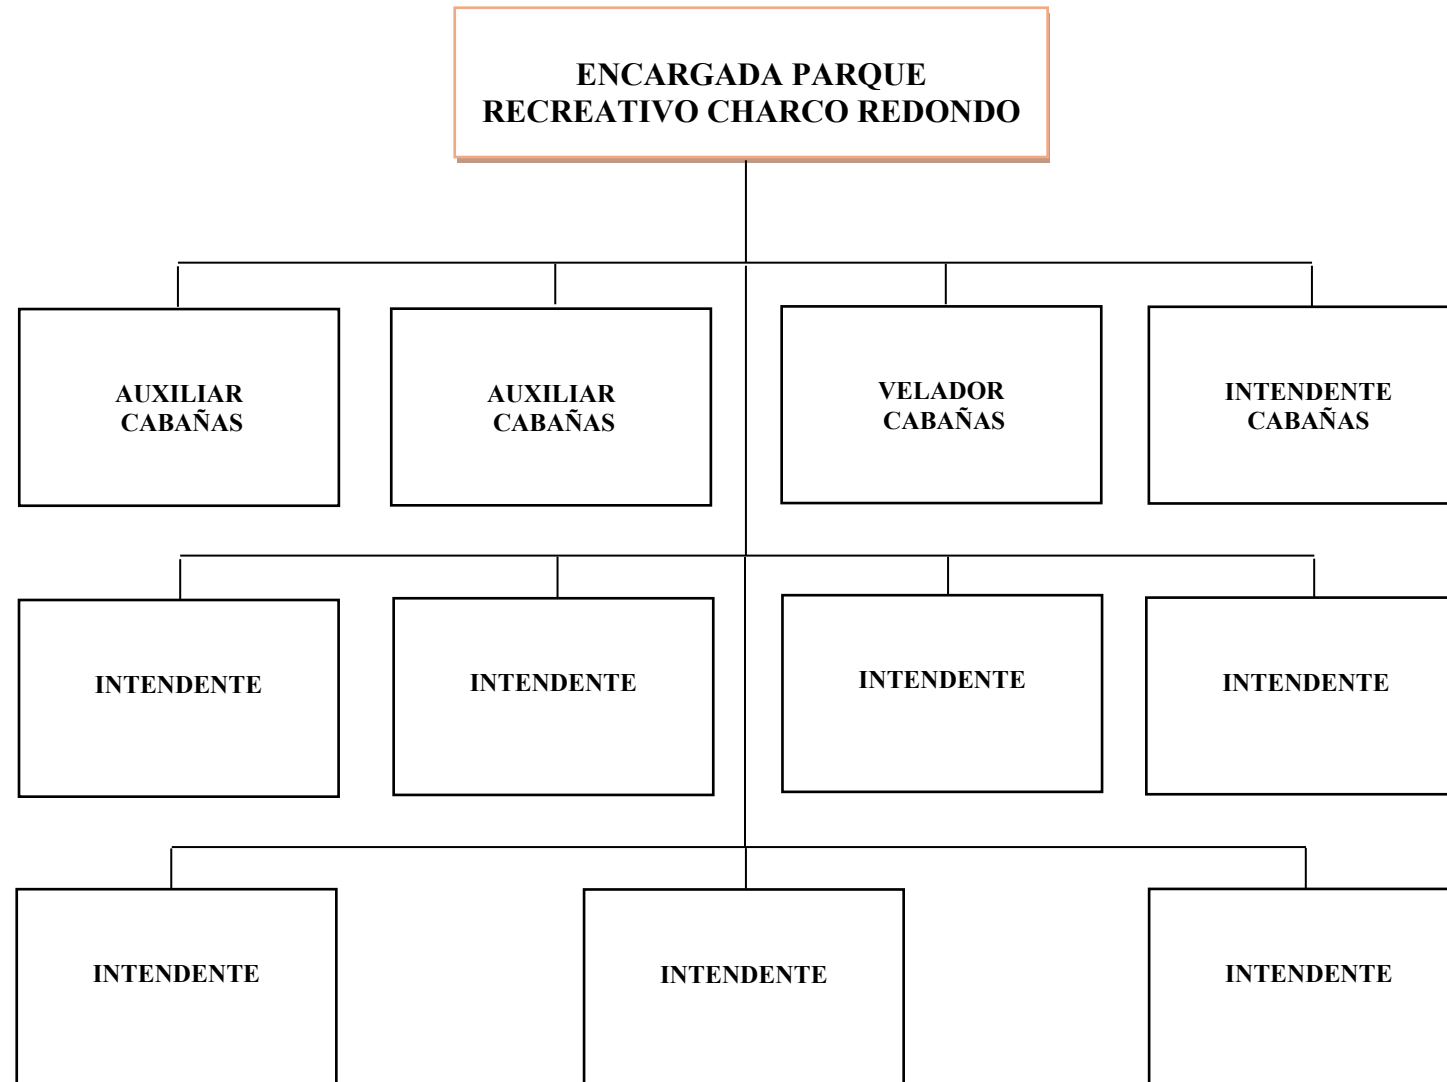 ENCARGADA PARQUE
RECREATIVO CHARCO REDONDO
AUXILIAR
CABAÑAS
AUXILIAR
CABAÑAS
VELADOR
CABAÑAS
INTENDENTE
CABAÑAS
INTENDENTE
INTENDENTE
INTENDENTE
INTENDENTE
INTENDENTE
INTENDENTE
INTENDENTE